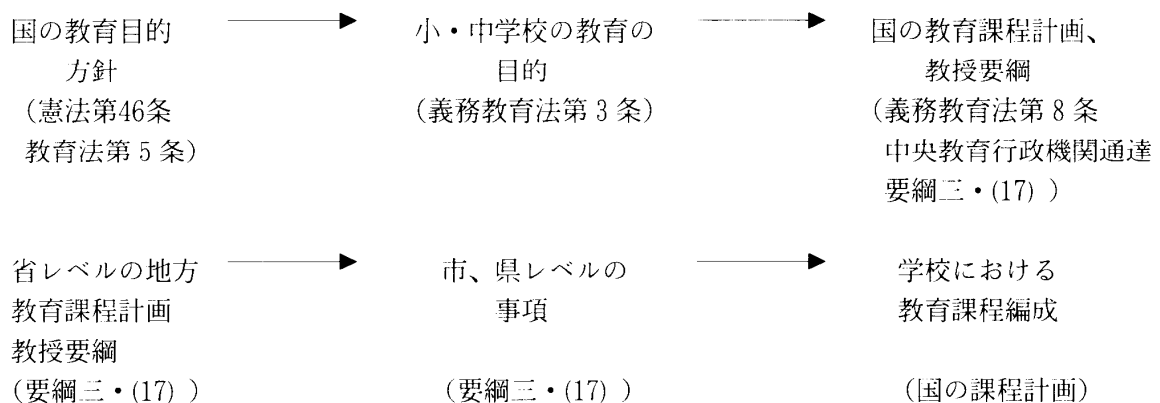 国の教育目的
方針
(憲法第46条
教育法第5条)
小・中学校の教育の
目的
(義務教育法第3条)
国の教育課程計画、
教授要綱
(義務教育法第8条
中央教育行政機関通達
要綱三・(17) )
省レベルの地方
教育課程計画
教授要綱
(要綱三・(17) )
市、県レベルの
事項
(要綱三・(17) )
学校における
教育課程編成
(国の課程計画)